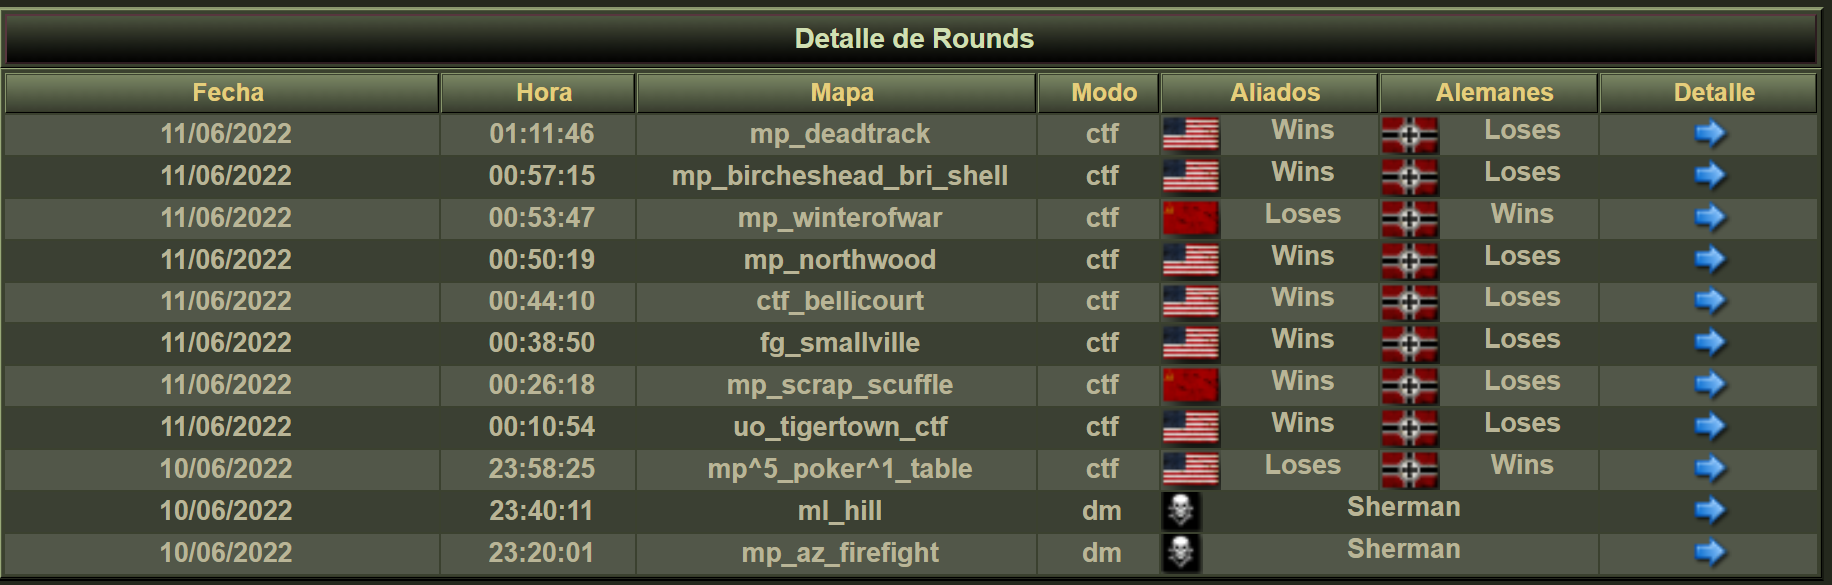 Detalle de Rounds
Fecha Hora Mapa Modo Aliados Alemanes Detalle
11/06/2022 01:11:46 mp_deadtrack ctf Wins Loses
11/06/2022 00:57:15 mp_bircheshead_bri_shell ctf Wins Loses
11/06/2022 00:53:47 mp_winterofwar ctf Loses Wins
11/06/2022 00:50:19 mp_northwood ctf Wins Loses
11/06/2022 00:44:10 ctf_bellicourt ctf Wins Loses
11/06/2022 00:38:50 fg_smallville ctf Wins Loses
11/06/2022 00:26:18 mp_scrap_scuffle ctf Wins Loses
11/06/2022 00:10:54 uo_tigertown_ctf ctf Wins Loses
10/06/2022 23:58:25 mp^5_poker^1_table ctf Loses Wins
10/06/2022 23:40:11 ml_hill dm Sherman
10/06/2022 23:20:01 mp_az_firefight dm Sherman